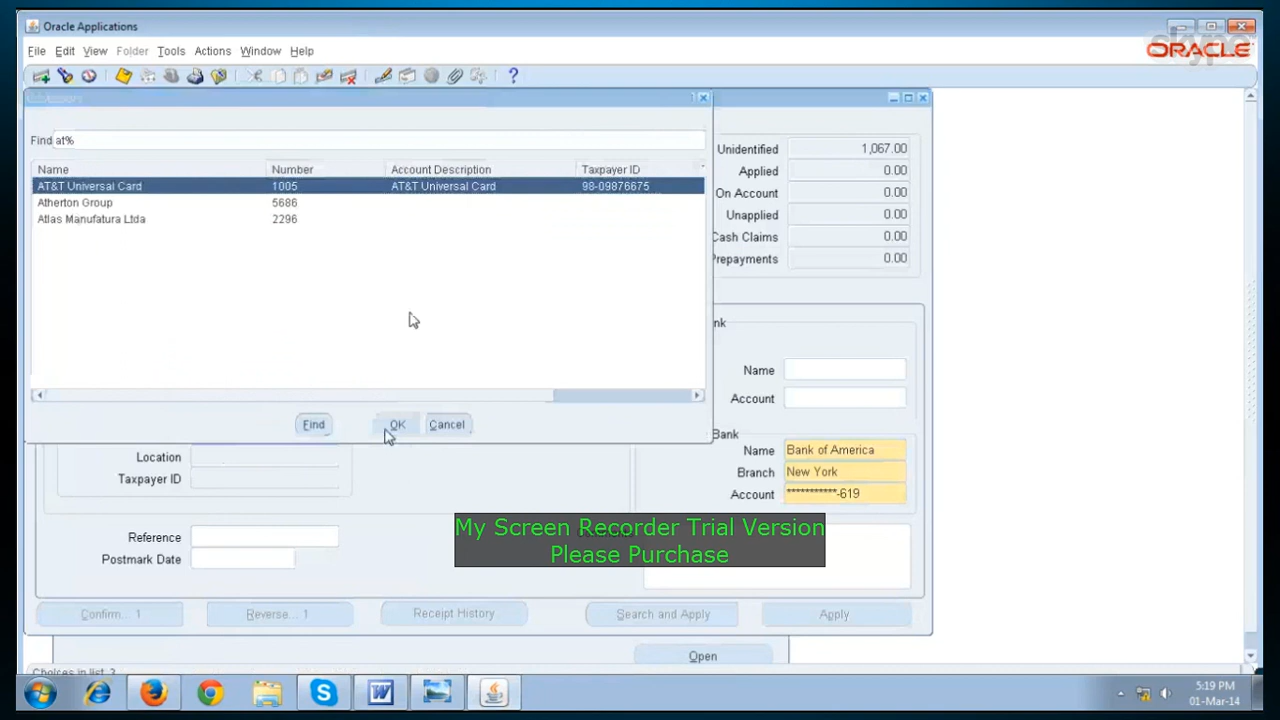 Oracle Applications
File Edit View Folder Tools Actions Window Help
skype
ORACLE
Find at%
Name Number Account Description Taxpayer ID
AT&T Universal Card 1005 AT&T Universal Card 98-09876675
Atherton Group 5686
Atlas Manufatura Ltda 2296
Find OK Cancel
Unidentified 1,067.00
Applied 0.00
On Account 0.00
Unapplied 0.00
Cash Claims 0.00
Prepayments 0.00
nk
Name
Account
Bank
Name Bank of America
Branch New York
Account ***********-619
Location
Taxpayer ID
Reference
Postmark Date
My Screen Recorder Trial Version
Please Purchase
Confirm... 1 Reverse... 1 Receipt History Search and Apply Apply
Open
Choices in list: 3
5:19 PM
01-Mar-14